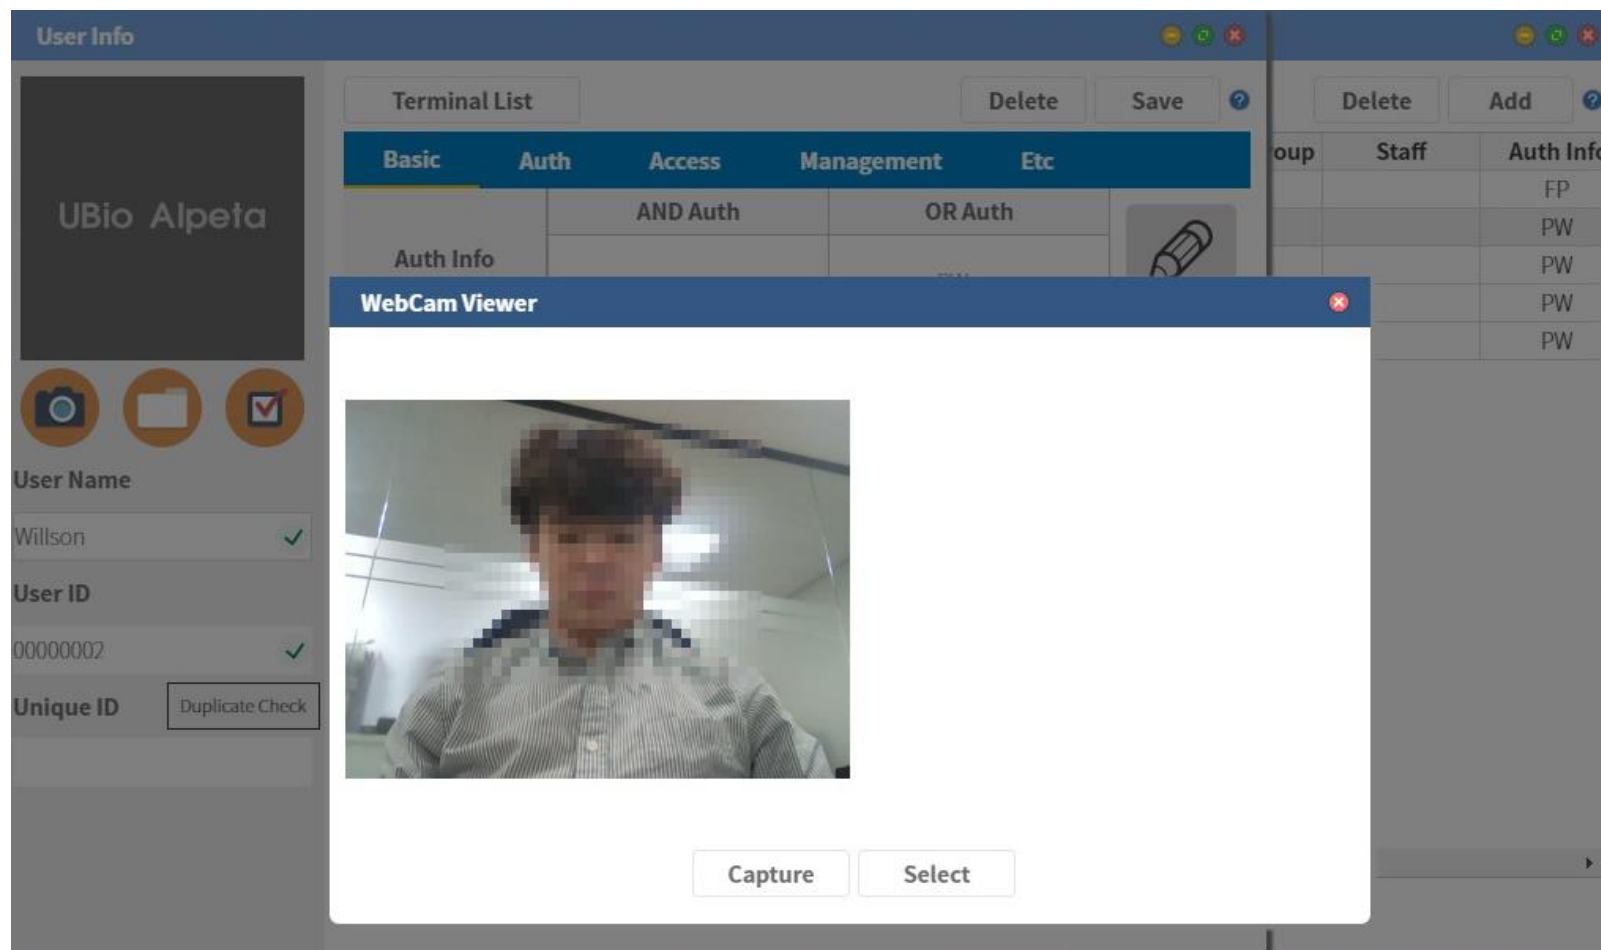 User Info
Terminal List
Delete
Save
Delete
Add
Basic
Auth
Access
Management
Etc
oup
Staff
Auth Info
UBio Alpeta
AND Auth
OR Auth
Auth Info
FP
PW
PW
PW
PW
WebCam Viewer
User Name
Willson
User ID
00000002
Unique ID
Duplicate Check
Capture
Select